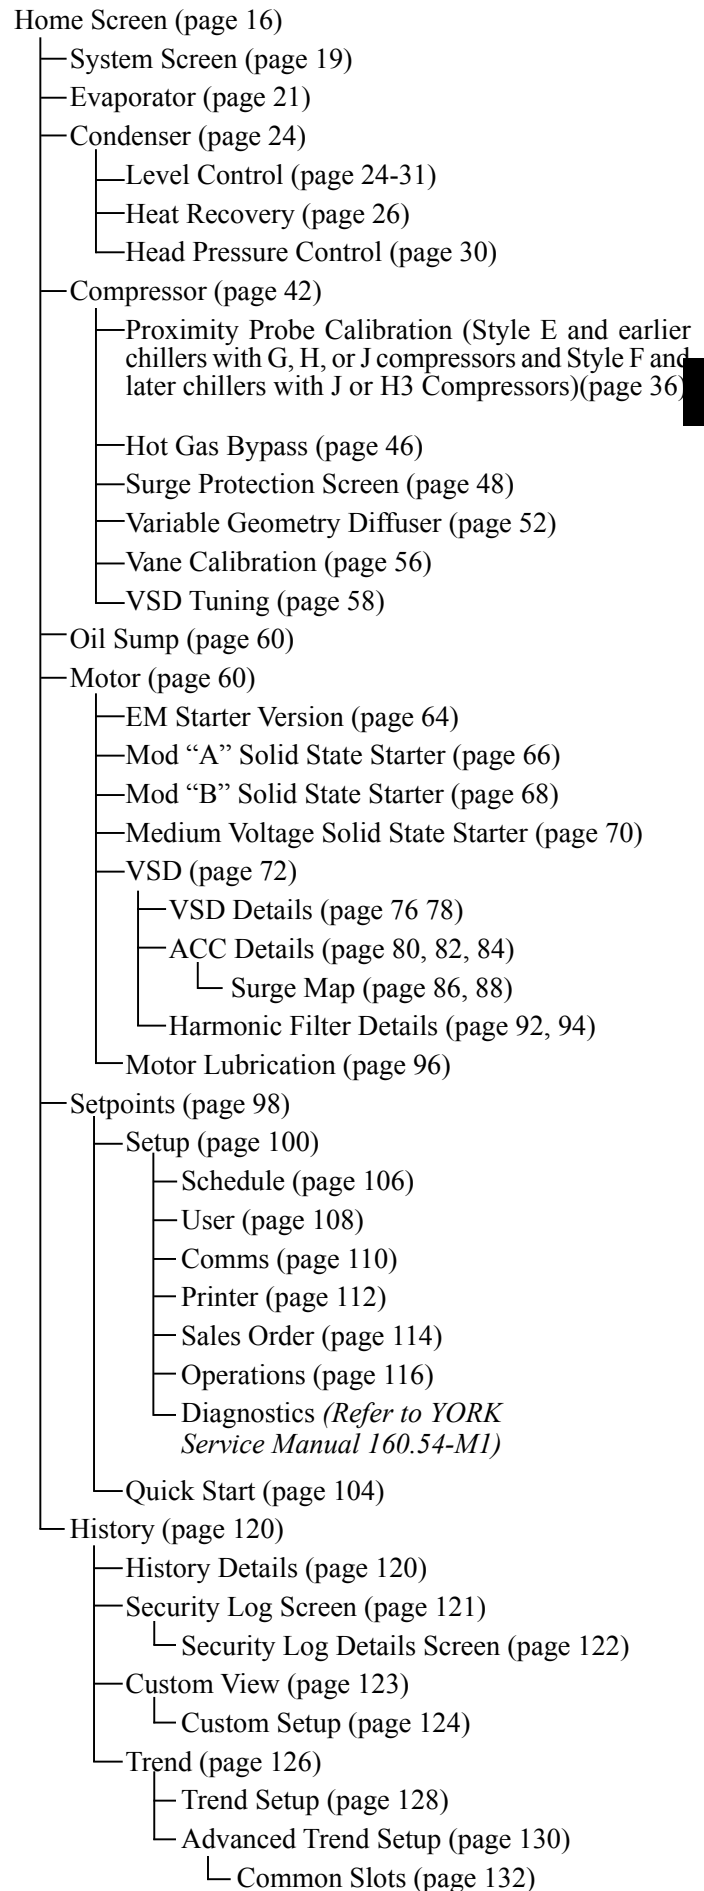 Home Screen (page 16)
System Screen (page 19)
Evaporator (page 21)
Condenser (page 24)
Level Control (page 24-31)
Heat Recovery (page 26)
Head Pressure Control (page 30)
Compressor (page 42)
Proximity Probe Calibration (Style E and earlier
chillers with G, H, or J compressors and Style F and
later chillers with J or H3 Compressors)(page 36)
Hot Gas Bypass (page 46)
Surge Protection Screen (page 48)
Variable Geometry Diffuser (page 52)
Vane Calibration (page 56)
VSD Tuning (page 58)
Oil Sump (page 60)
Motor (page 60)
EM Starter Version (page 64)
Mod “A” Solid State Starter (page 66)
Mod “B” Solid State Starter (page 68)
Medium Voltage Solid State Starter (page 70)
VSD (page 72)
VSD Details (page 76 78)
ACC Details (page 80, 82, 84)
Surge Map (page 86, 88)
Harmonic Filter Details (page 92, 94)
Motor Lubrication (page 96)
Setpoints (page 98)
Setup (page 100)
Schedule (page 106)
User (page 108)
Comms (page 110)
Printer (page 112)
Sales Order (page 114)
Operations (page 116)
Diagnostics (Refer to YORK
Service Manual 160.54-M1)
Quick Start (page 104)
History (page 120)
History Details (page 120)
Security Log Screen (page 121)
Security Log Details Screen (page 122)
Custom View (page 123)
Custom Setup (page 124)
Trend (page 126)
Trend Setup (page 128)
Advanced Trend Setup (page 130)
Common Slots (page 132)